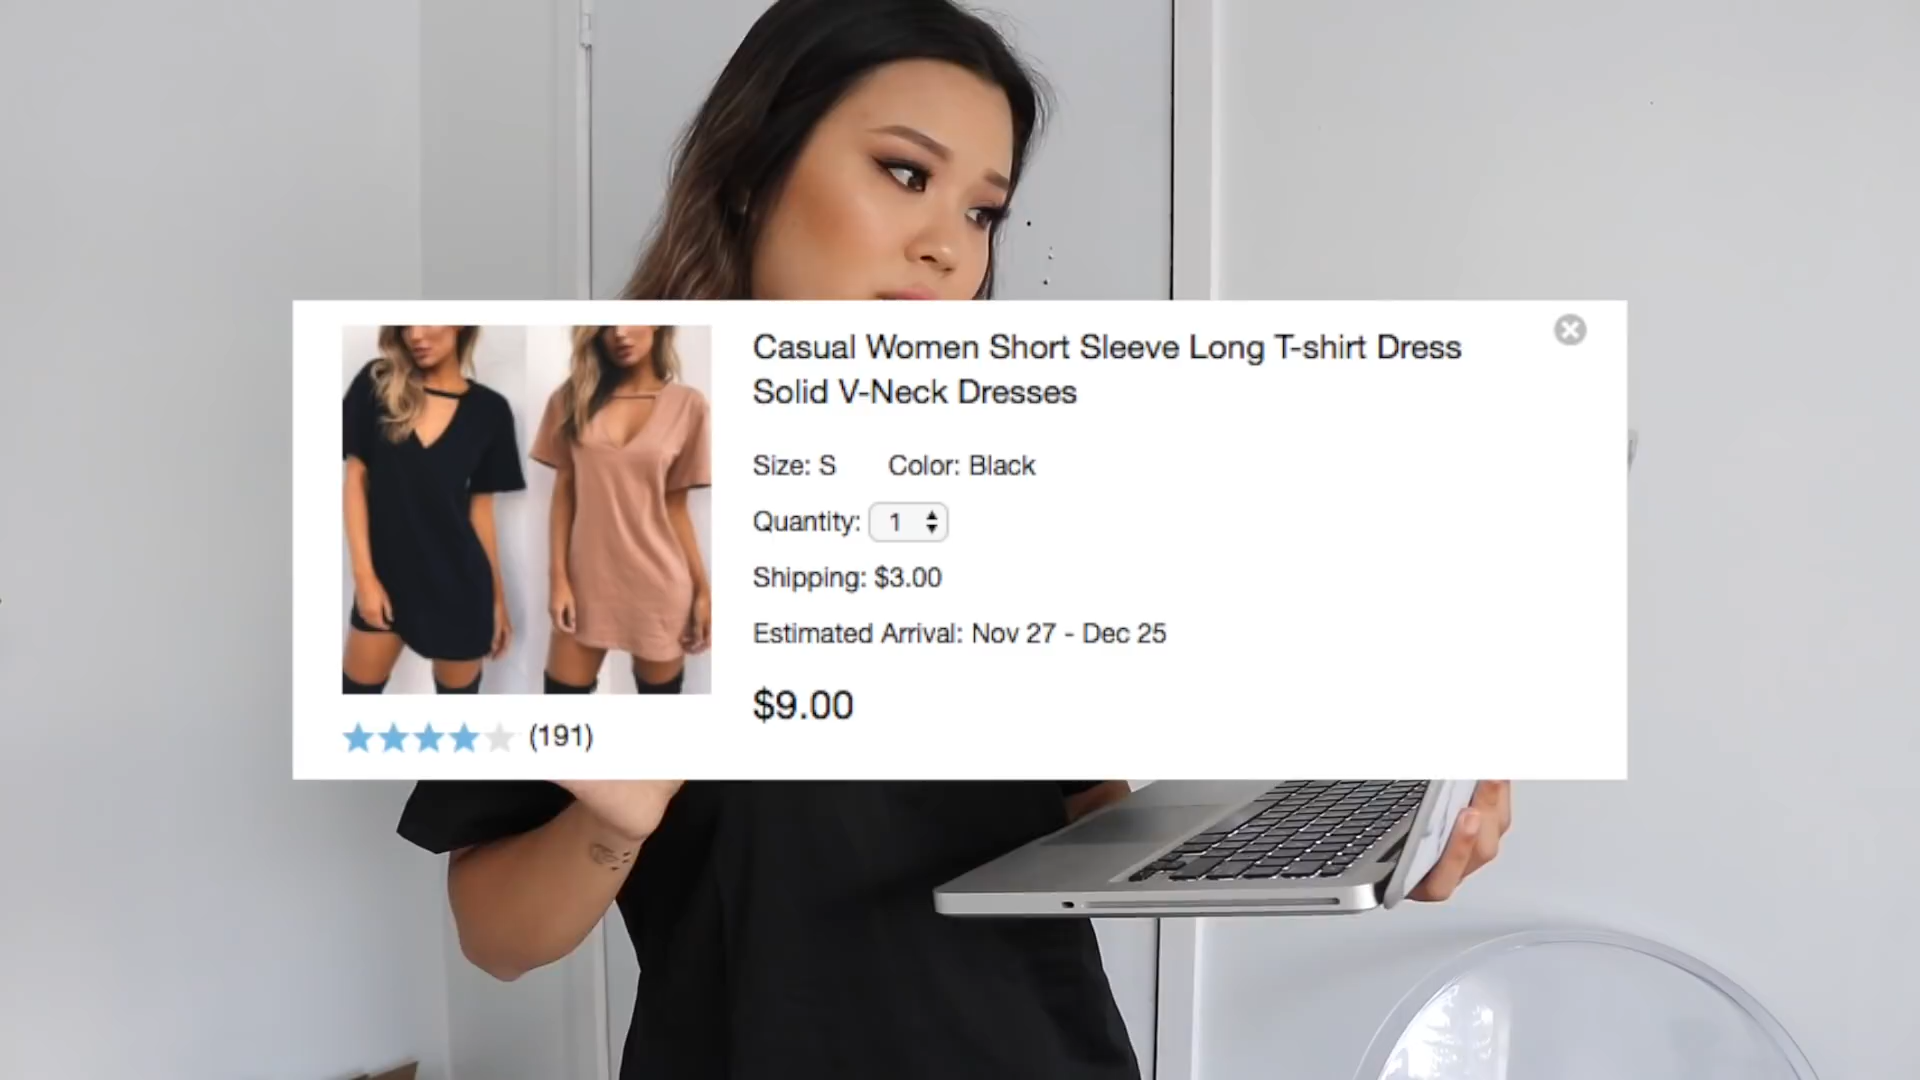 Casual Women Short Sleeve Long T-shirt Dress
Solid V-Neck Dresses
Size: S Color: Black
Quantity: 1
Shipping: $3.00
Estimated Arrival: Nov 27 - Dec 25
$9.00
(191)